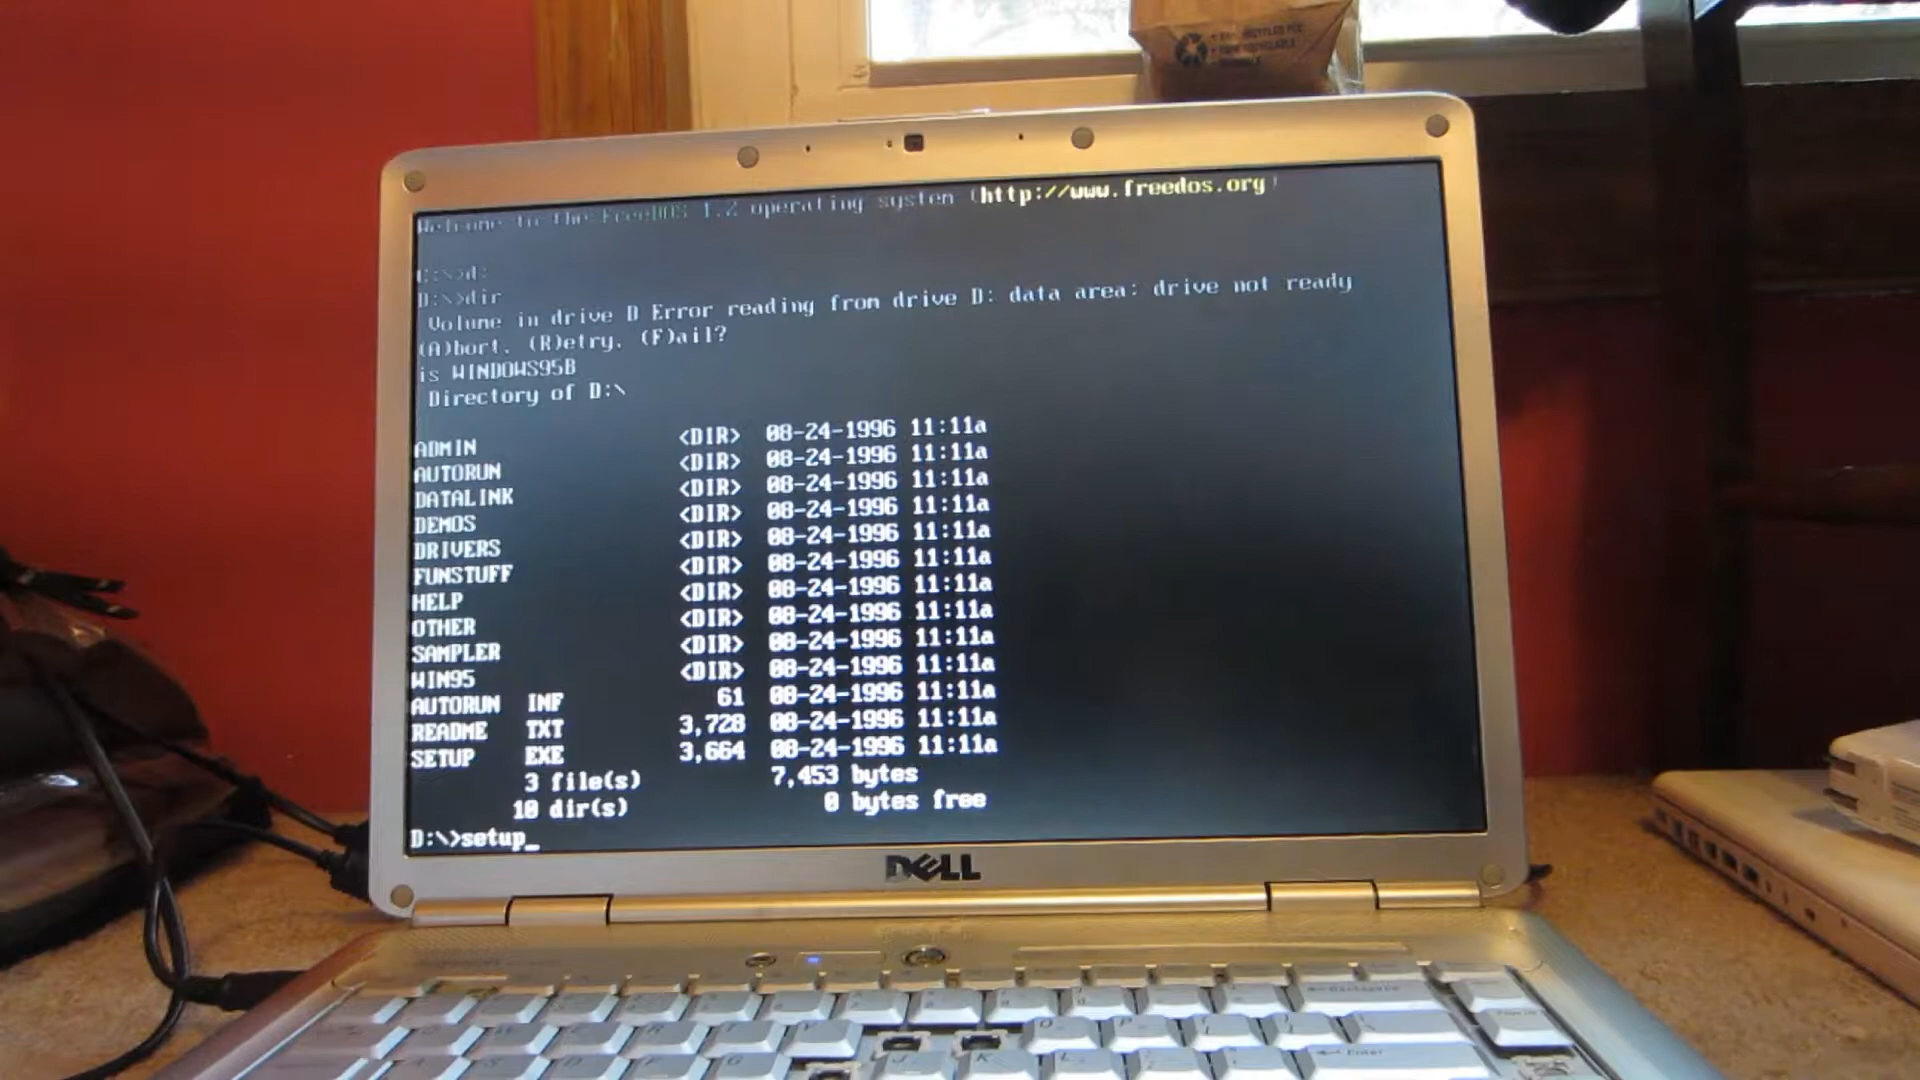 Welcome to the FreeDOS 1.2 operating system (http://www.freedos.org)
C:\>d:
D:\>dir
Volume in drive D Error reading from drive D: data area: drive not ready
(A)bort, (R)etry, (F)ail?
is WINDOWS95B
Directory of D:\
ADMIN <DIR> 08-24-1996 11:11a
AUTORUN <DIR> 08-24-1996 11:11a
DATALINK <DIR> 08-24-1996 11:11a
DEMOS <DIR> 08-24-1996 11:11a
DRIVERS <DIR> 08-24-1996 11:11a
FUNSTUFF <DIR> 08-24-1996 11:11a
HELP <DIR> 08-24-1996 11:11a
OTHER <DIR> 08-24-1996 11:11a
SAMPLER <DIR> 08-24-1996 11:11a
WIN95 <DIR> 08-24-1996 11:11a
AUTORUN INF 61 08-24-1996 11:11a
README TXT 3,728 08-24-1996 11:11a
SETUP EXE 3,664 08-24-1996 11:11a
3 file(s) 7,453 bytes
10 dir(s) 0 bytes free
D:\>setup_
DELL